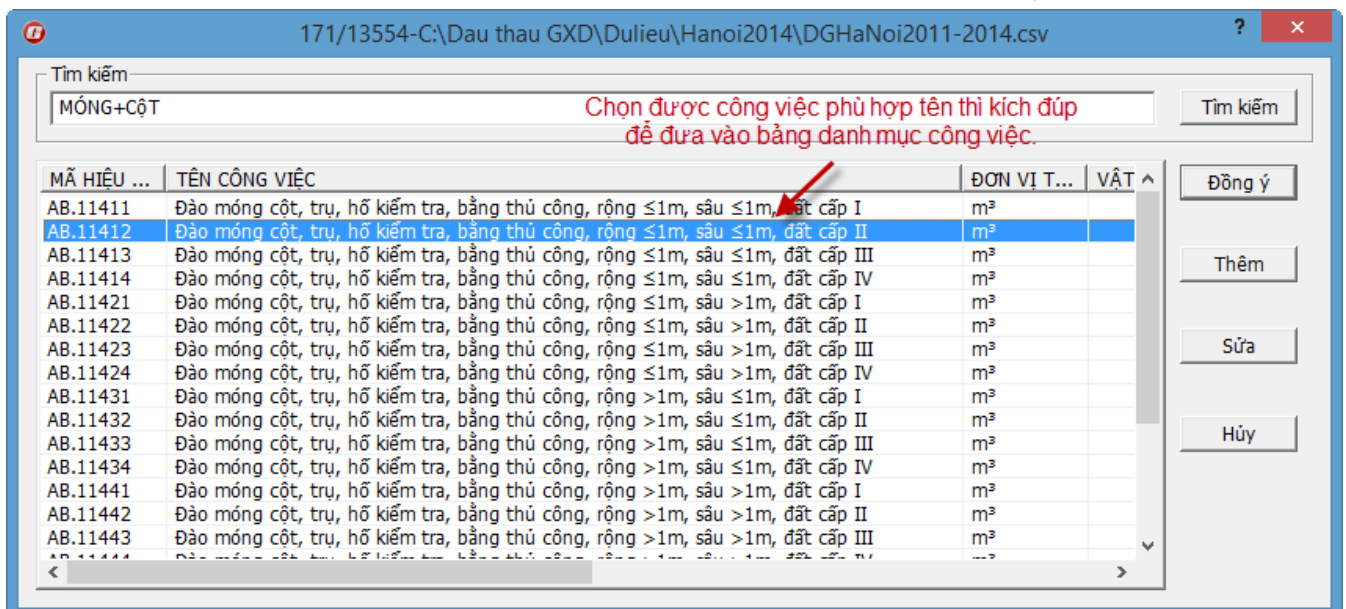 171/13554-C:\Dau thau GXD\Dulieu\Hanoi2014\DGHaNoi2011-2014.csv ? ×
Tìm kiếm
MÓNG+CộT
Tìm kiếm
Chọn được công việc phù hợp tên thì kích đúp
để đưa vào bảng danh mục công việc.
MÃ HIỆU ... TÊN CÔNG VIỆC ĐƠN VỊ T... VẬT
Đồng ý
AB.11411 Đào móng cột, trụ, hố kiểm tra, bằng thủ công, rộng ≤1m, sâu ≤1m, đất cấp I m³
AB.11412 Đào móng cột, trụ, hố kiểm tra, bằng thủ công, rộng ≤1m, sâu ≤1m, đất cấp II m³
AB.11413 Đào móng cột, trụ, hố kiểm tra, bằng thủ công, rộng ≤1m, sâu ≤1m, đất cấp III m³
Thêm
AB.11414 Đào móng cột, trụ, hố kiểm tra, bằng thủ công, rộng ≤1m, sâu ≤1m, đất cấp IV m³
AB.11421 Đào móng cột, trụ, hố kiểm tra, bằng thủ công, rộng ≤1m, sâu >1m, đất cấp I m³
AB.11422 Đào móng cột, trụ, hố kiểm tra, bằng thủ công, rộng ≤1m, sâu >1m, đất cấp II m³
AB.11423 Đào móng cột, trụ, hố kiểm tra, bằng thủ công, rộng ≤1m, sâu >1m, đất cấp III m³
Sửa
AB.11424 Đào móng cột, trụ, hố kiểm tra, bằng thủ công, rộng ≤1m, sâu >1m, đất cấp IV m³
AB.11431 Đào móng cột, trụ, hố kiểm tra, bằng thủ công, rộng >1m, sâu ≤1m, đất cấp I m³
AB.11432 Đào móng cột, trụ, hố kiểm tra, bằng thủ công, rộng >1m, sâu ≤1m, đất cấp II m³
AB.11433 Đào móng cột, trụ, hố kiểm tra, bằng thủ công, rộng >1m, sâu ≤1m, đất cấp III m³
Hủy
AB.11434 Đào móng cột, trụ, hố kiểm tra, bằng thủ công, rộng >1m, sâu ≤1m, đất cấp IV m³
AB.11441 Đào móng cột, trụ, hố kiểm tra, bằng thủ công, rộng >1m, sâu >1m, đất cấp I m³
AB.11442 Đào móng cột, trụ, hố kiểm tra, bằng thủ công, rộng >1m, sâu >1m, đất cấp II m³
AB.11443 Đào móng cột, trụ, hố kiểm tra, bằng thủ công, rộng >1m, sâu >1m, đất cấp III m³